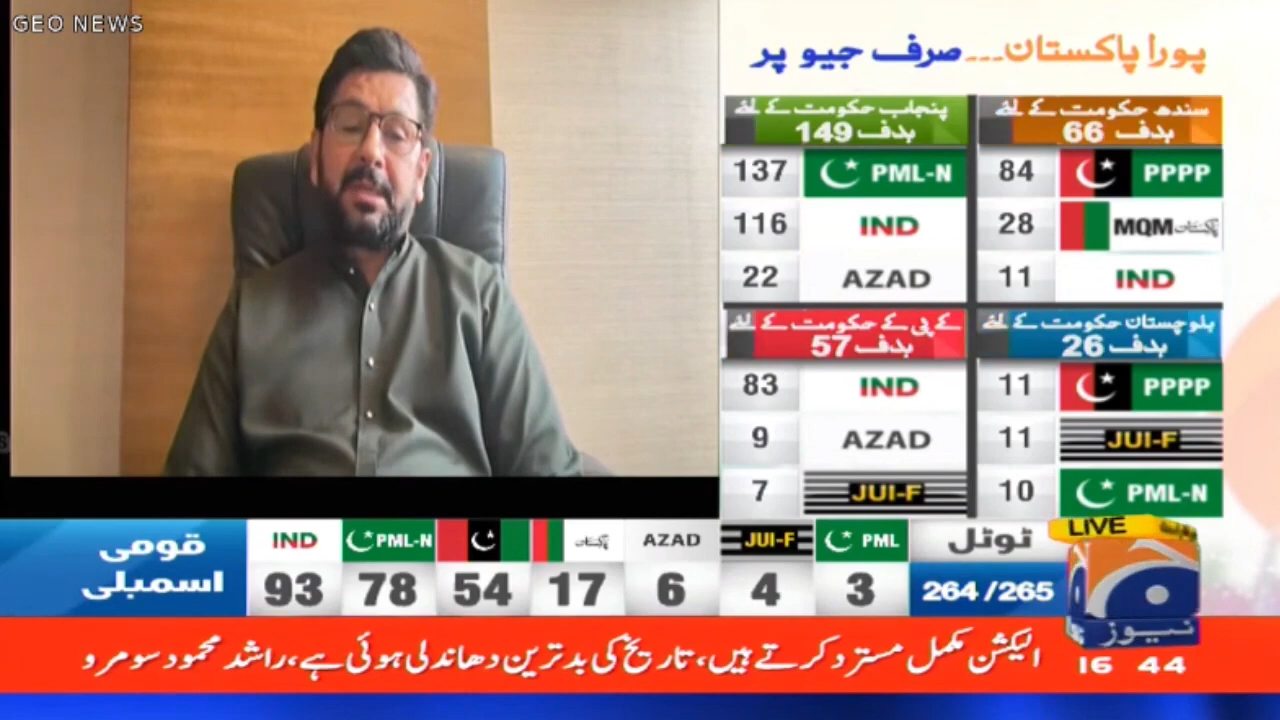 GEO NEWS
پورا پاکستان... صرف جیو پر
پنجاب حکومت کے لئے
ہدف 149
137 PML-N
116 IND
22 AZAD
سندھ حکومت کے لئے
ہدف 66
84 PPPP
28 MQM پاکستان
11 IND
کے پی کے حکومت کے لئے
ہدف 57
83 IND
9 AZAD
7 JUI-F
بلوچستان حکومت کے لئے
ہدف 26
11 PPPP
11 JUI-F
10 PML-N
قومی اسمبلی
IND PML-N پاکستان AZAD JUI-F PML ٹوٹل
93 78 54 17 6 4 3 264/265
LIVE
نیوز
16 44
الیکشن مکمل مسترد کرتے ہیں، تاریخ کی بدترین دھاندلی ہوئی ہے، راشد محمود سومرو